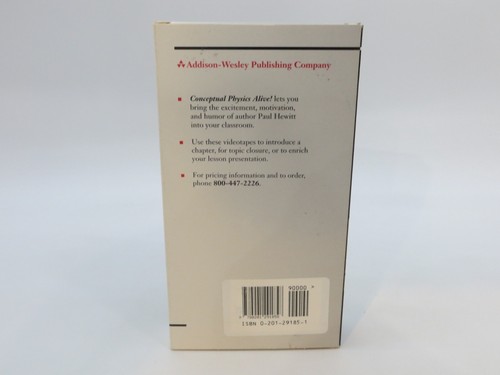 Addison-Wesley Publishing Company
Conceptual Physics Alive! lets you
bring the excitement, motivation,
and humor of author Paul Hewitt
into your classroom.
Use these videotapes to introduce a
chapter, for topic closure, or to enrich
your lesson presentation.
For pricing information and to order,
phone 800-447-2226.
90000 >
ISBN 0-201-29185-1